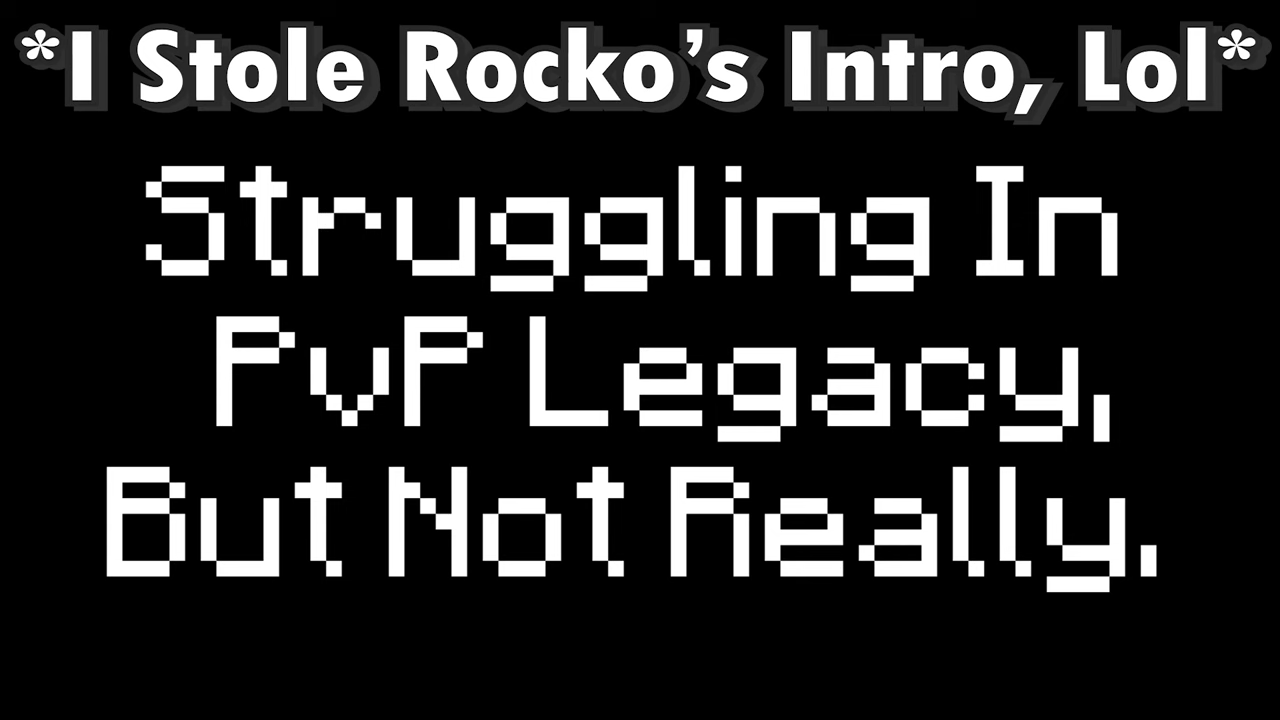 *I Stole Rocko’s Intro, Lol*
Struggling In
PvP Legacy,
But Not Really.